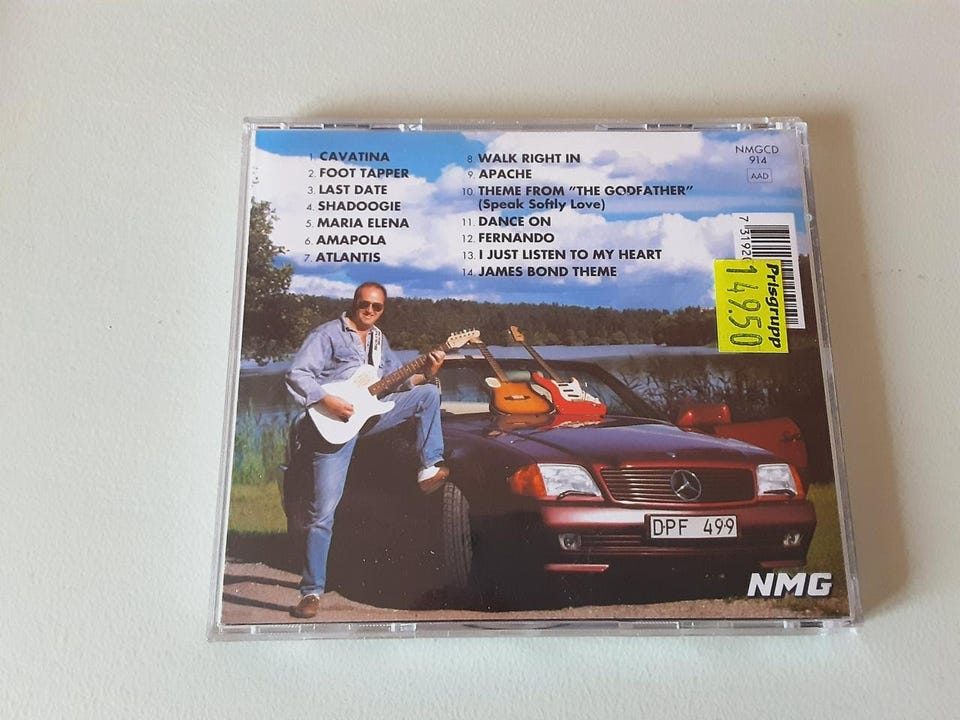 1. CAVATINA
2. FOOT TAPPER
3. LAST DATE
4. SHADOOGIE
5. MARIA ELENA
6. AMAPOLA
7. ATLANTIS
8. WALK RIGHT IN
9. APACHE
10. THEME FROM "THE GODFATHER"
(Speak Softly Love)
11. DANCE ON
12. FERNANDO
13. I JUST LISTEN TO MY HEART
14. JAMES BOND THEME
NMGCD
914
AAD
7 31920
Prisgrupp
149.50
DPF 499
NMG